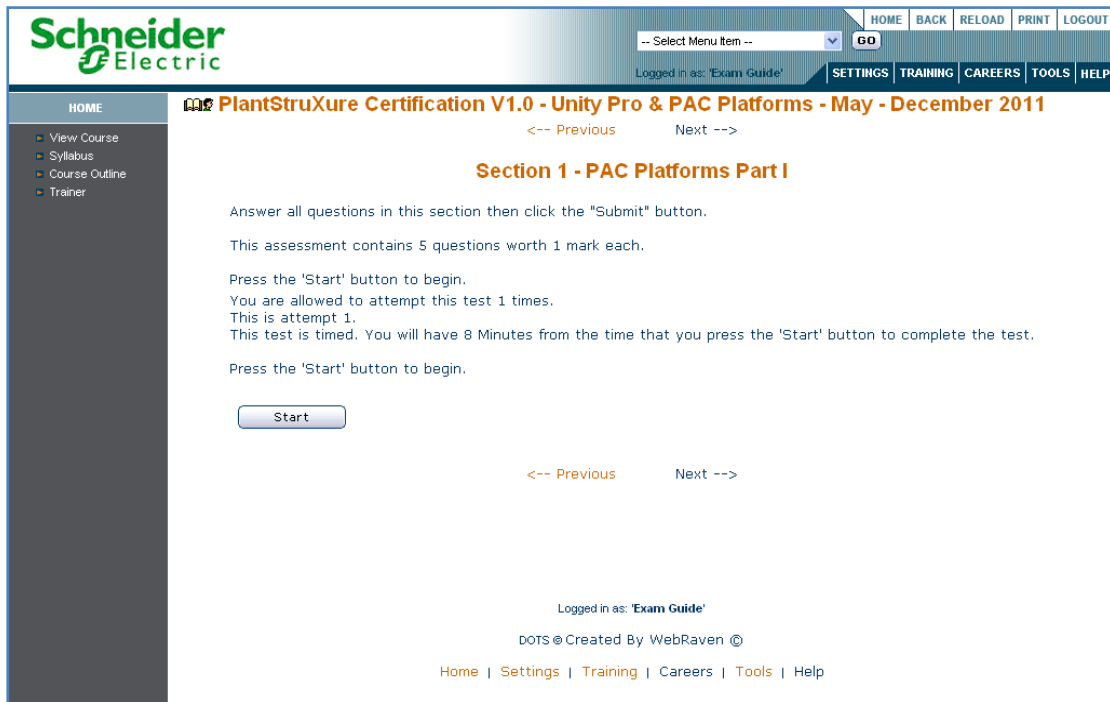 Schneider
Electric
HOME BACK RELOAD PRINT LOGOUT
-- Select Menu Item -- GO
Logged in as: 'Exam Guide' SETTINGS TRAINING CAREERS TOOLS HELP
HOME
View Course
Syllabus
Course Outline
Trainer
PlantStruXure Certification V1.0 - Unity Pro & PAC Platforms - May - December 2011
<-- Previous Next -->
Section 1 - PAC Platforms Part I
Answer all questions in this section then click the "Submit" button.
This assessment contains 5 questions worth 1 mark each.
Press the 'Start' button to begin.
You are allowed to attempt this test 1 times.
This is attempt 1.
This test is timed. You will have 8 Minutes from the time that you press the 'Start' button to complete the test.
Press the 'Start' button to begin.
Start
<-- Previous Next -->
Logged in as: 'Exam Guide'
DOTS @ Created By WebRaven ©
Home | Settings | Training | Careers | Tools | Help